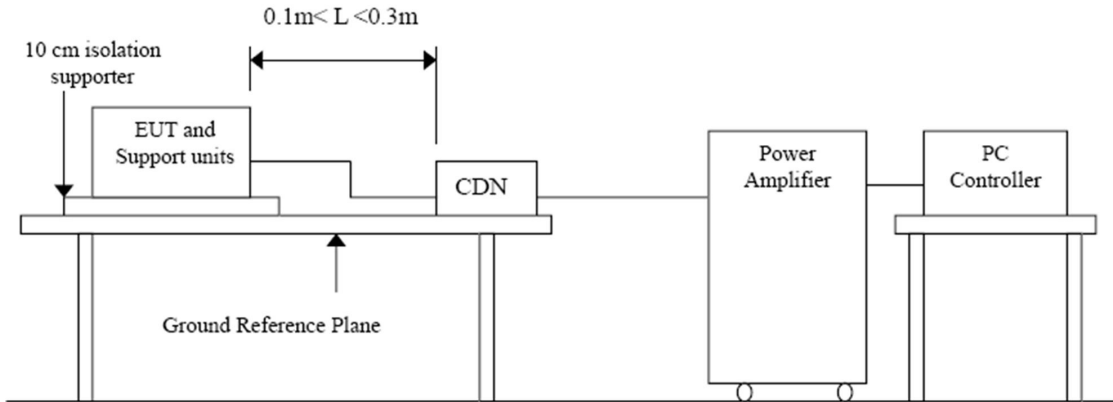 0.1m< L <0.3m
10 cm isolation
supporter
EUT and
Support units
CDN
Power
Amplifier
PC
Controller
Ground Reference Plane